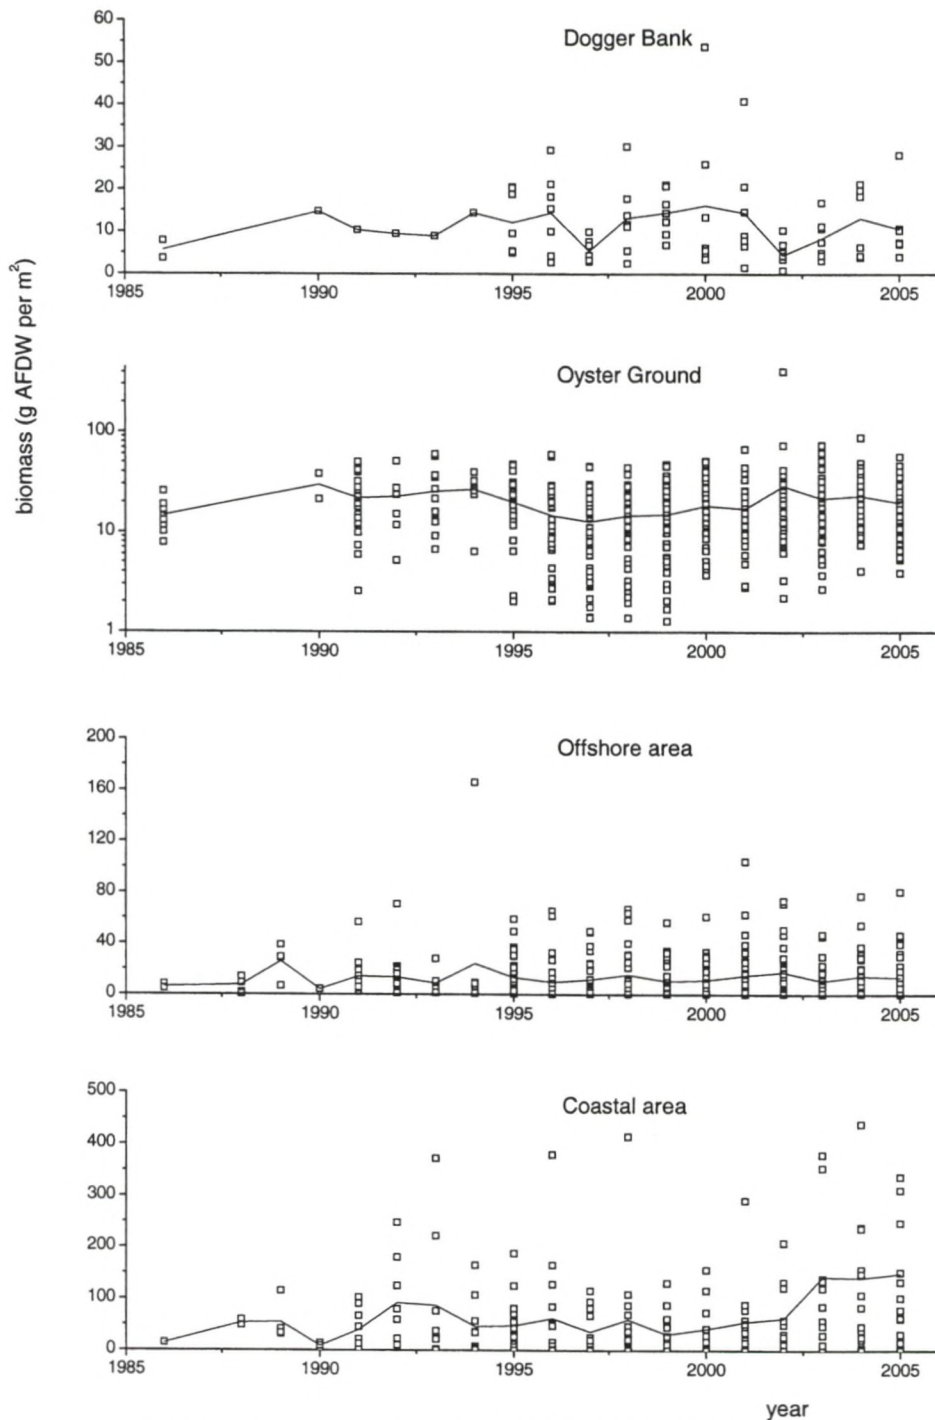 biomass (g AFDW per m²)
Dogger Bank
60
50
40
30
20
10
0
1985 1990 1995 2000 2005
Oyster Ground
100
10
1
1985 1990 1995 2000 2005
Offshore area
200
160
120
80
40
0
1985 1990 1995 2000 2005
Coastal area
500
400
300
200
100
0
1985 1990 1995 2000 2005
year